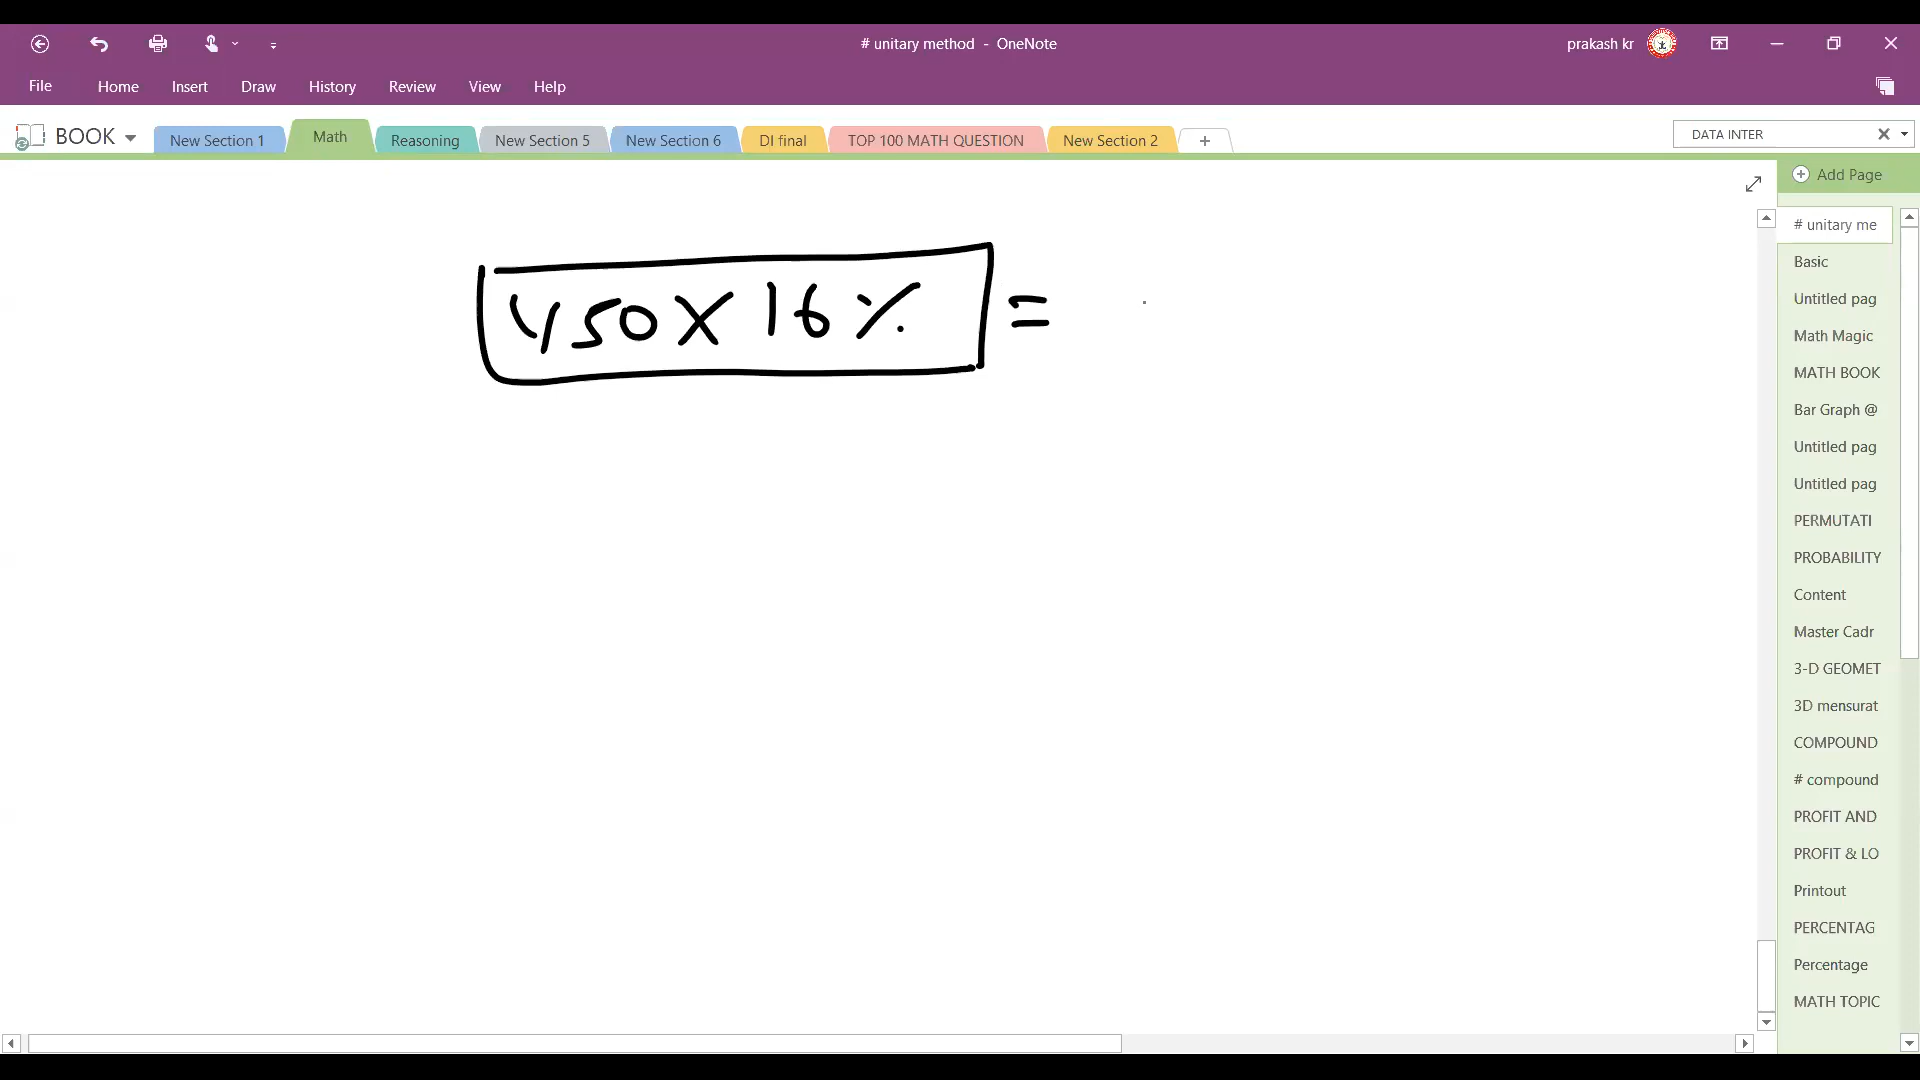 # unitary method - OneNote
prakash kr
File Home Insert Draw History Review View Help
BOOK
New Section 1
Math
Reasoning
New Section 5
New Section 6
DI final
TOP 100 MATH QUESTION
New Section 2
+
DATA INTER
Add Page
450 X 16 % =
# unitary me
Basic
Untitled pag
Math Magic
MATH BOOK
Bar Graph @
Untitled pag
Untitled pag
PERMUTATI
PROBABILITY
Content
Master Cadr
3-D GEOMET
3D mensurat
COMPOUND
# compound
PROFIT AND
PROFIT & LO
Printout
PERCENTAG
Percentage
MATH TOPIC